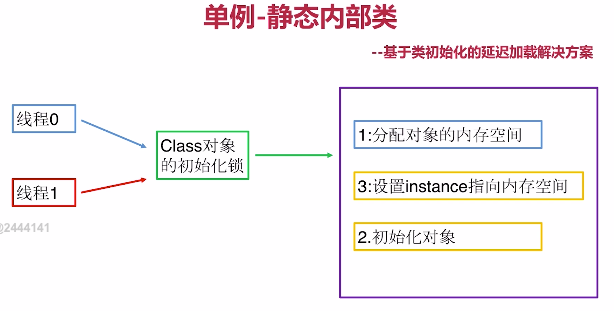 单例-静态内部类
--基于类初始化的延迟加载解决方案
线程0
线程1
Class对象
的初始化锁
1:分配对象的内存空间
3:设置instance指向内存空间
2.初始化对象
@2444141